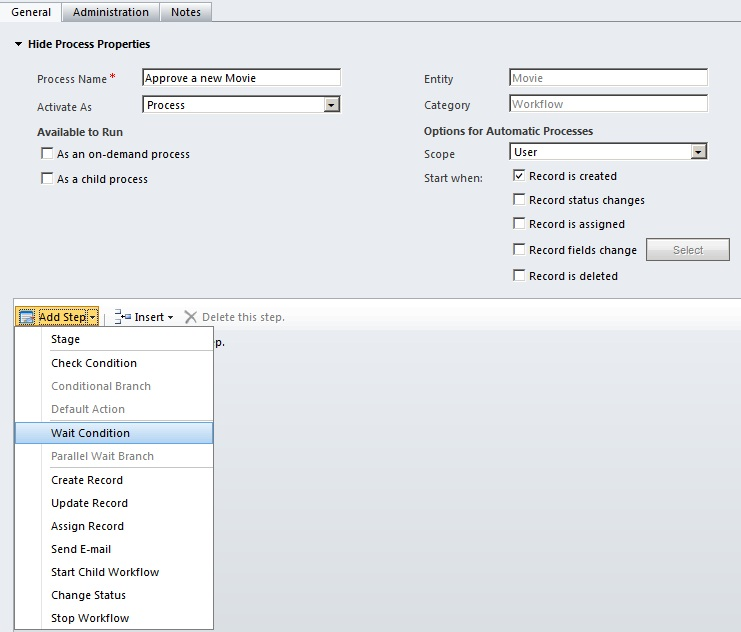 General Administration Notes
Hide Process Properties
Process Name * Approve a new Movie Entity Movie
Activate As Process Category Workflow
Available to Run Options for Automatic Processes
As an on-demand process Scope User
As a child process Start when: Record is created
Record status changes
Record is assigned
Record fields change Select
Record is deleted
Add Step Insert Delete this step.
Stage p.
Check Condition
Conditional Branch
Default Action
Wait Condition
Parallel Wait Branch
Create Record
Update Record
Assign Record
Send E-mail
Start Child Workflow
Change Status
Stop Workflow